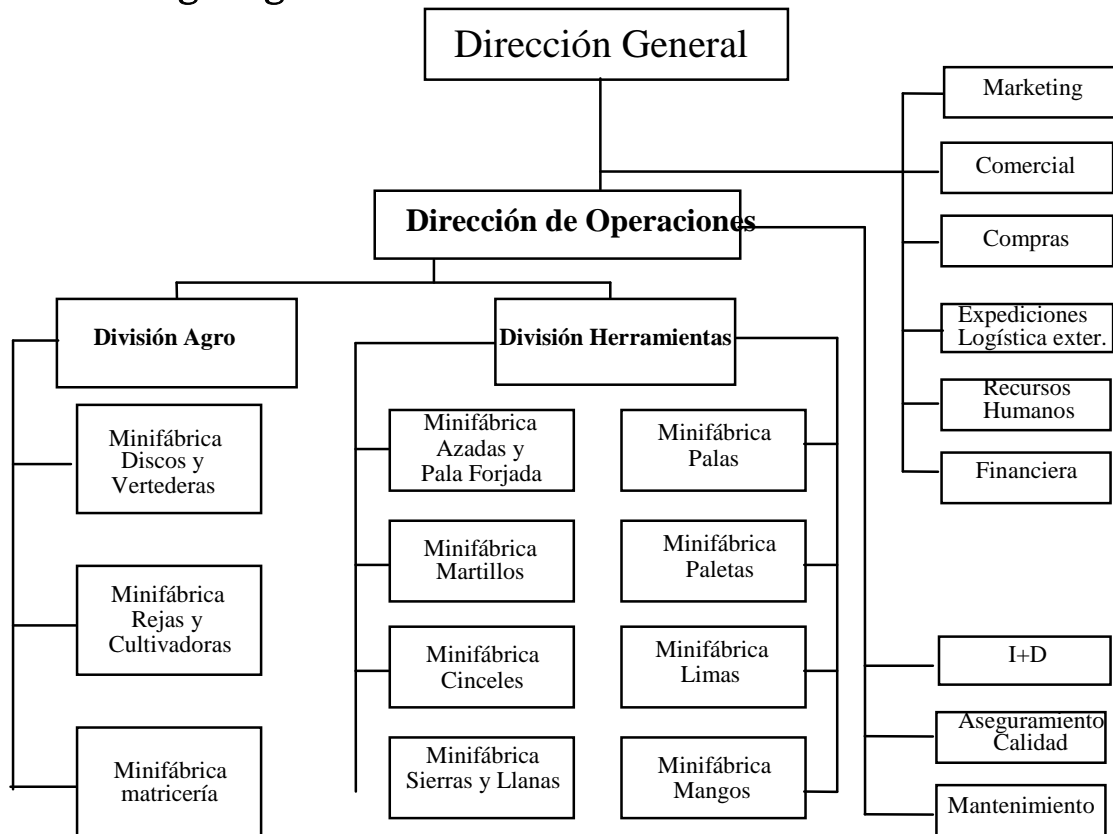 Dirección General
Marketing
Comercial
Dirección de Operaciones
Compras
División Agro
División Herramientas
Expediciones
Logística exter.
Recursos
Humanos
Financiera
Minifábrica
Discos y
Vertederas
Minifábrica
Azadas y
Pala Forjada
Minifábrica
Palas
Minifábrica
Rejas y
Cultivadoras
Minifábrica
Martillos
Minifábrica
Paletas
Minifábrica
Cinceles
Minifábrica
Limas
I+D
Minifábrica
matricería
Minifábrica
Sierras y Llanas
Minifábrica
Mangos
Aseguramiento
Calidad
Mantenimiento